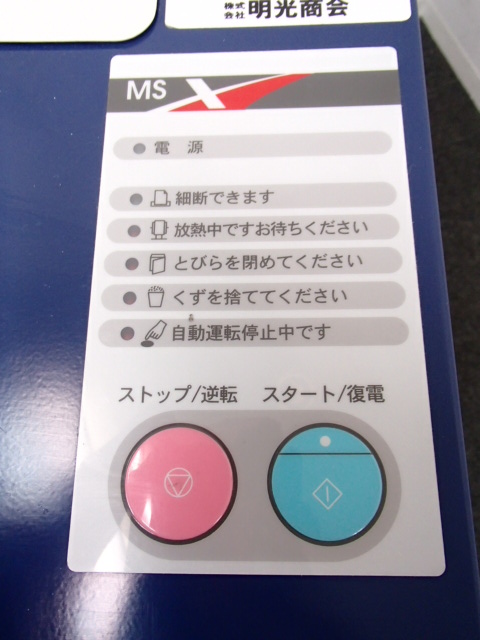 株式会社 明光商会
MS X
電源
細断できます
放熱中ですお待ちください
とびらを閉めてください
くずを捨ててください
自動運転停止中です
ストップ/逆転 スタート/復電